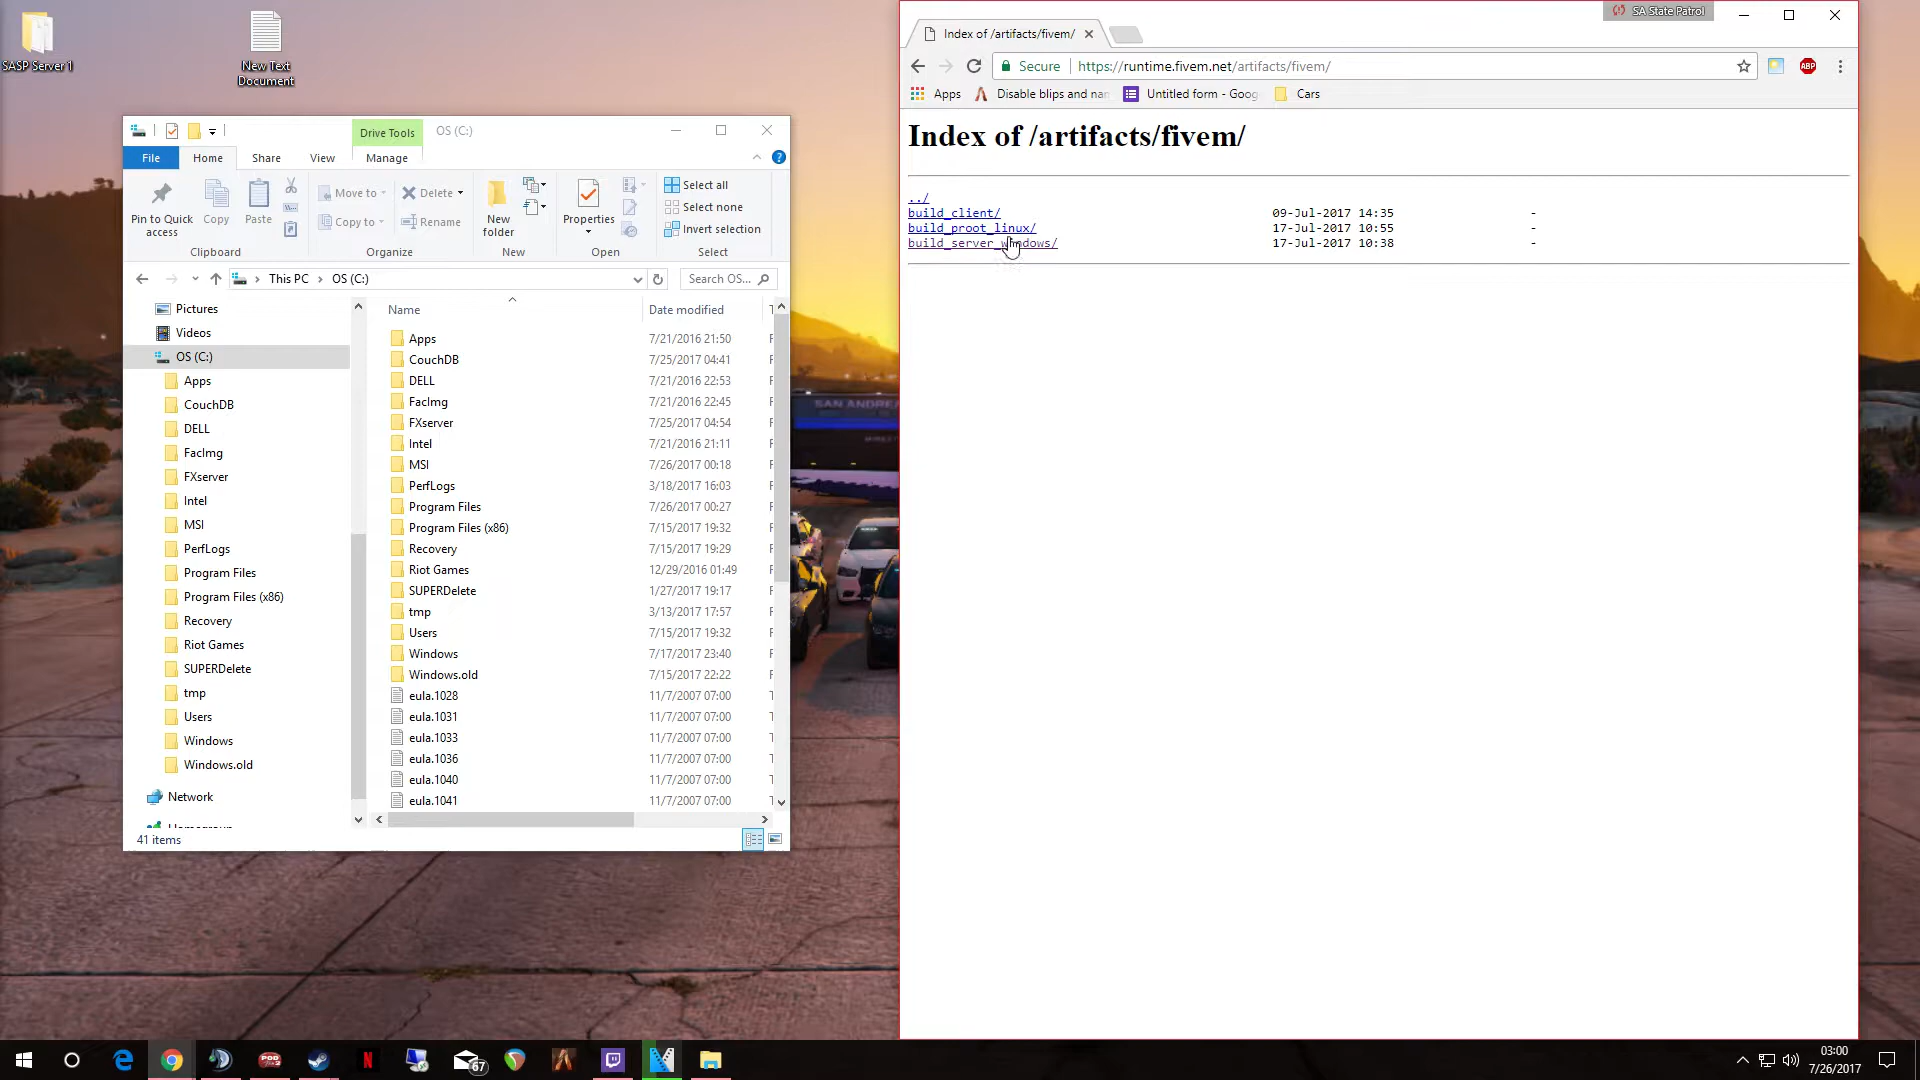 SASP Server 1
New Text
Document
Drive Tools
OS (C:)
File
Home
Share
View
Manage
Pin to Quick
access
Copy
Paste
Move to
Copy to
Delete
Rename
New
folder
Properties
Select all
Select none
Invert selection
Clipboard
Organize
New
Open
Select
This PC
OS (C:)
Search OS...
Pictures
Videos
OS (C:)
Apps
CouchDB
DELL
FacImg
FXserver
Intel
MSI
PerfLogs
Program Files
Program Files (x86)
Recovery
Riot Games
SUPERDelete
tmp
Users
Windows
Windows.old
Network
Name
Date modified
Apps 7/21/2016 21:50
CouchDB 7/25/2017 04:41
DELL 7/21/2016 22:53
FacImg 7/21/2016 22:45
FXserver 7/25/2017 04:54
Intel 7/21/2016 21:11
MSI 7/26/2017 00:18
PerfLogs 3/18/2017 16:03
Program Files 7/26/2017 00:27
Program Files (x86) 7/15/2017 19:32
Recovery 7/15/2017 19:29
Riot Games 12/29/2016 01:49
SUPERDelete 1/27/2017 19:17
tmp 3/13/2017 17:57
Users 7/15/2017 19:32
Windows 7/17/2017 23:40
Windows.old 7/15/2017 22:22
eula.1028 11/7/2007 07:00
eula.1031 11/7/2007 07:00
eula.1033 11/7/2007 07:00
eula.1036 11/7/2007 07:00
eula.1040 11/7/2007 07:00
eula.1041 11/7/2007 07:00
41 items
SAN ANDREA
SA State Patrol
Index of /artifacts/fivem/
Secure
https://runtime.fivem.net/artifacts/fivem/
ABP
Apps
Disable blips and nan
Untitled form - Goog
Cars
Index of /artifacts/fivem/
../
build_client/ 09-Jul-2017 14:35 -
build_proot_linux/ 17-Jul-2017 10:55 -
build_server_windows/ 17-Jul-2017 10:38 -
67
03:00
7/26/2017